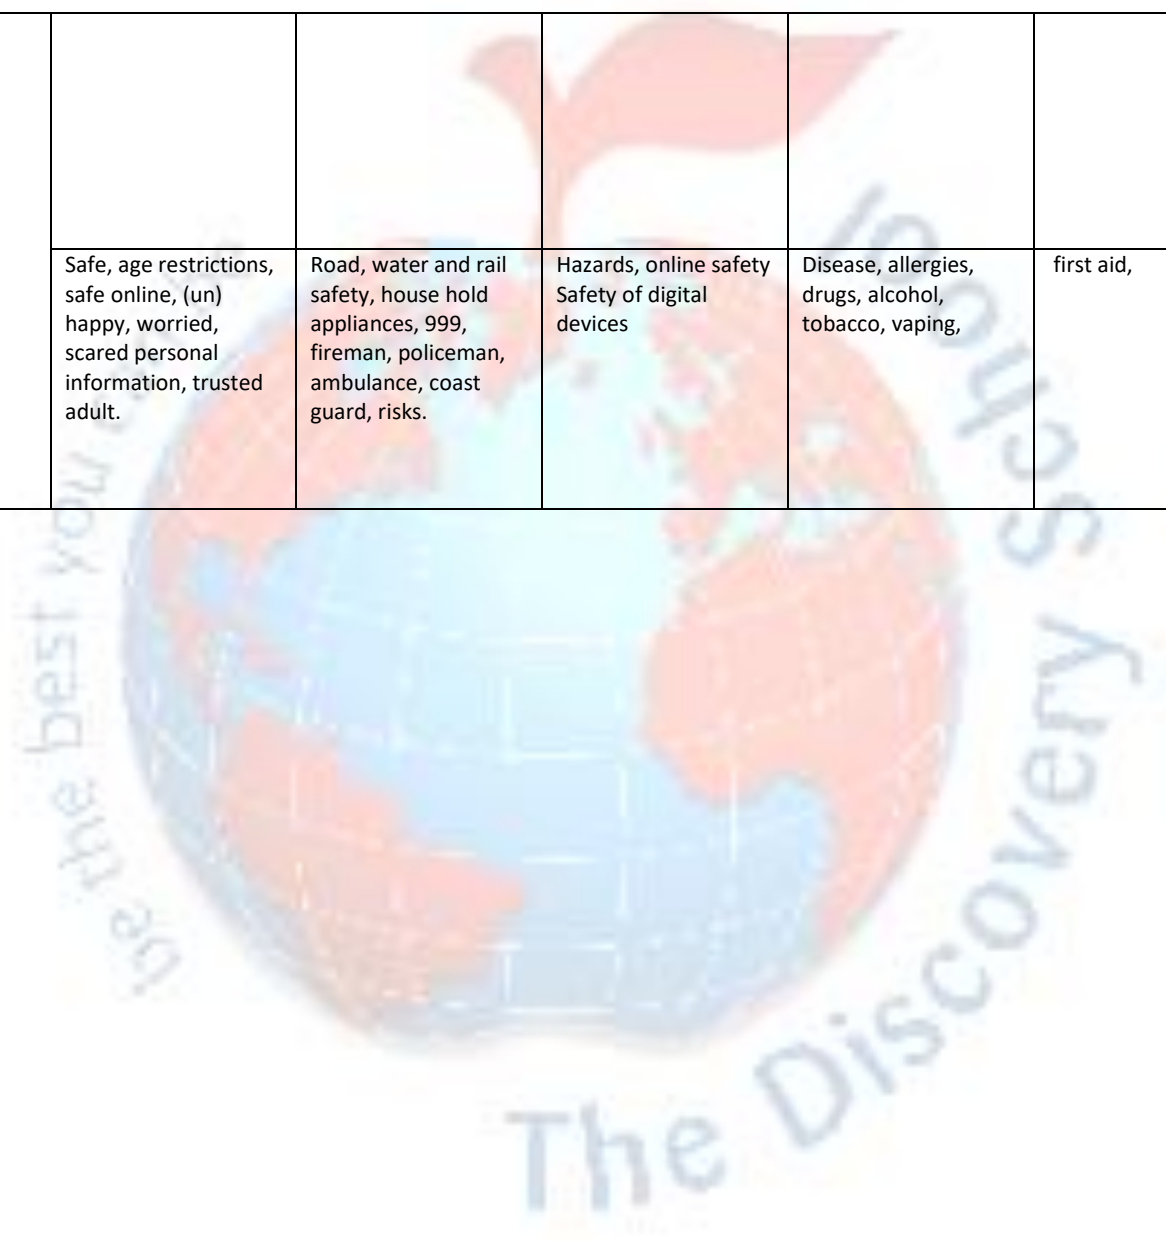 Safe, age restrictions,
safe online, (un)
happy, worried,
scared personal
information, trusted
adult.
Road, water and rail
safety, house hold
appliances, 999,
fireman, policeman,
ambulance, coast
guard, risks.
Hazards, online safety
Safety of digital
devices
Disease, allergies,
drugs, alcohol,
tobacco, vaping,
first aid,
be the best you
The Discovery School